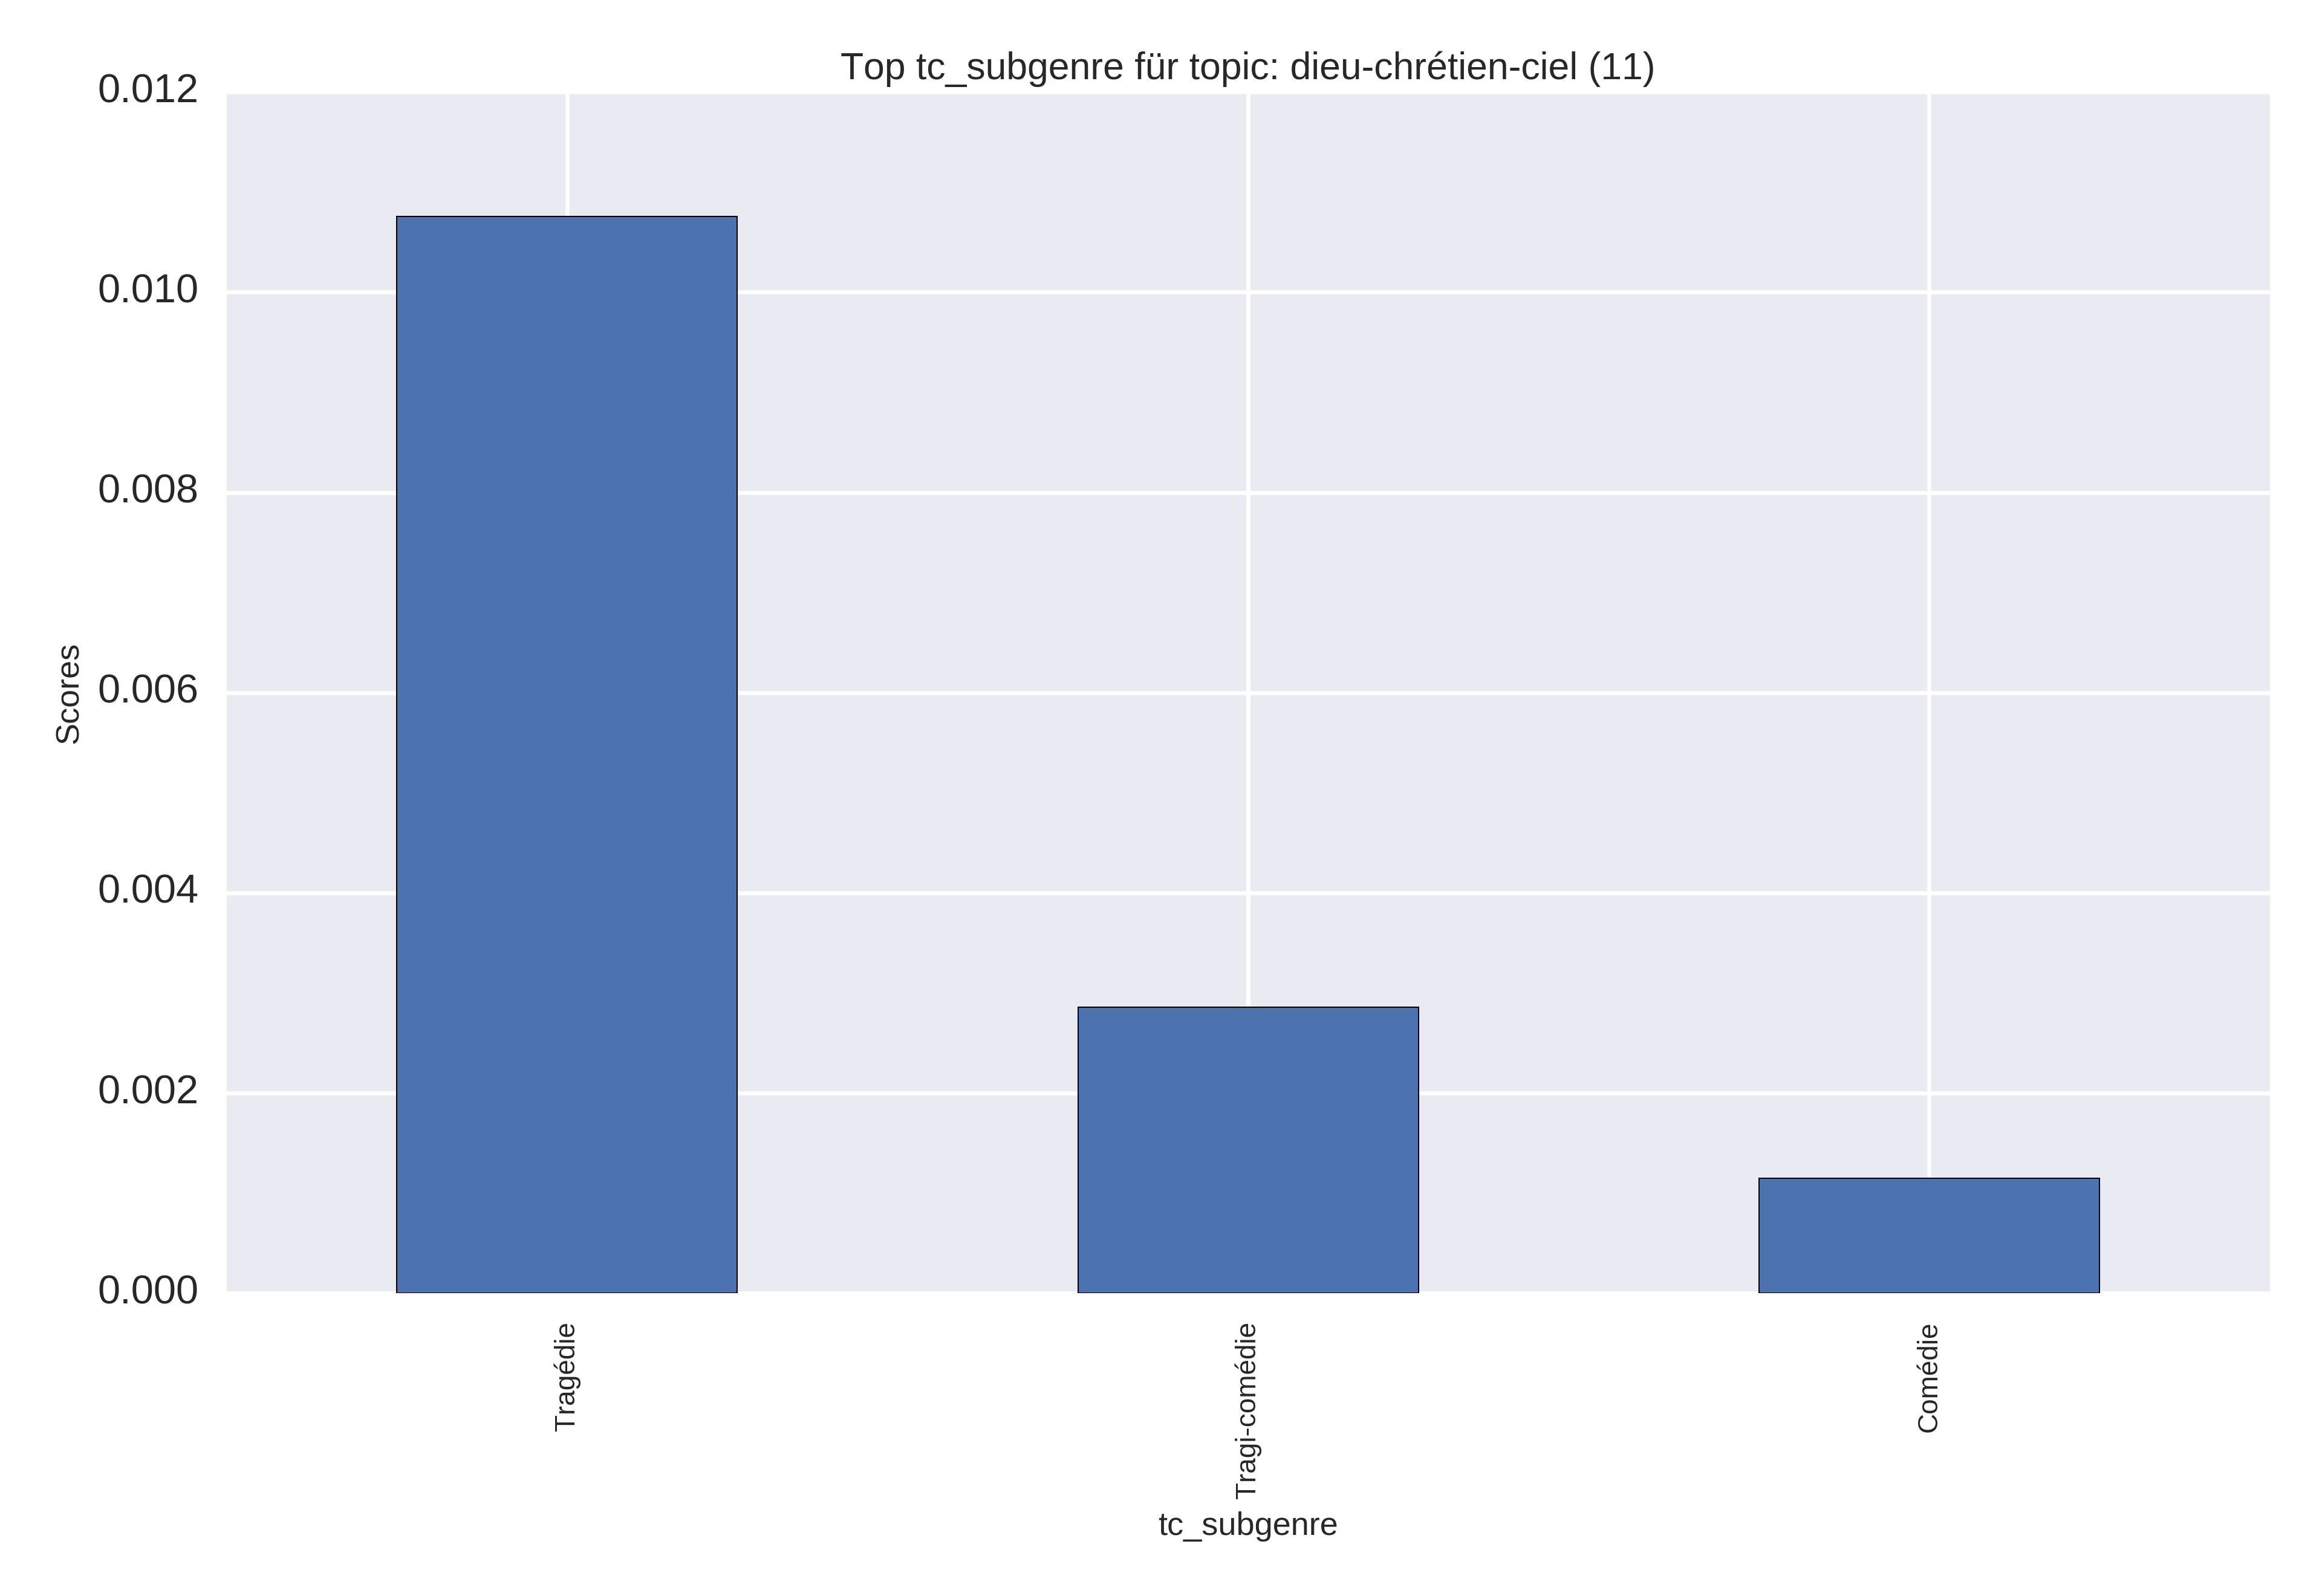 Top tc_subgenre für topic: dieu-chrétien-ciel (11)
0.012
0.010
0.008
0.006
0.004
0.002
0.000
Scores
Tragédie
Tragi-comédie
Comédie
tc_subgenre